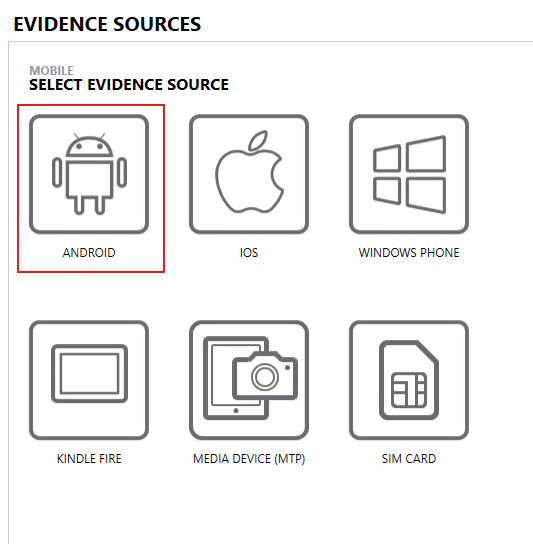 EVIDENCE SOURCES
MOBILE
SELECT EVIDENCE SOURCE
ANDROID
IOS
WINDOWS PHONE
KINDLE FIRE
MEDIA DEVICE (MTP)
SIM CARD